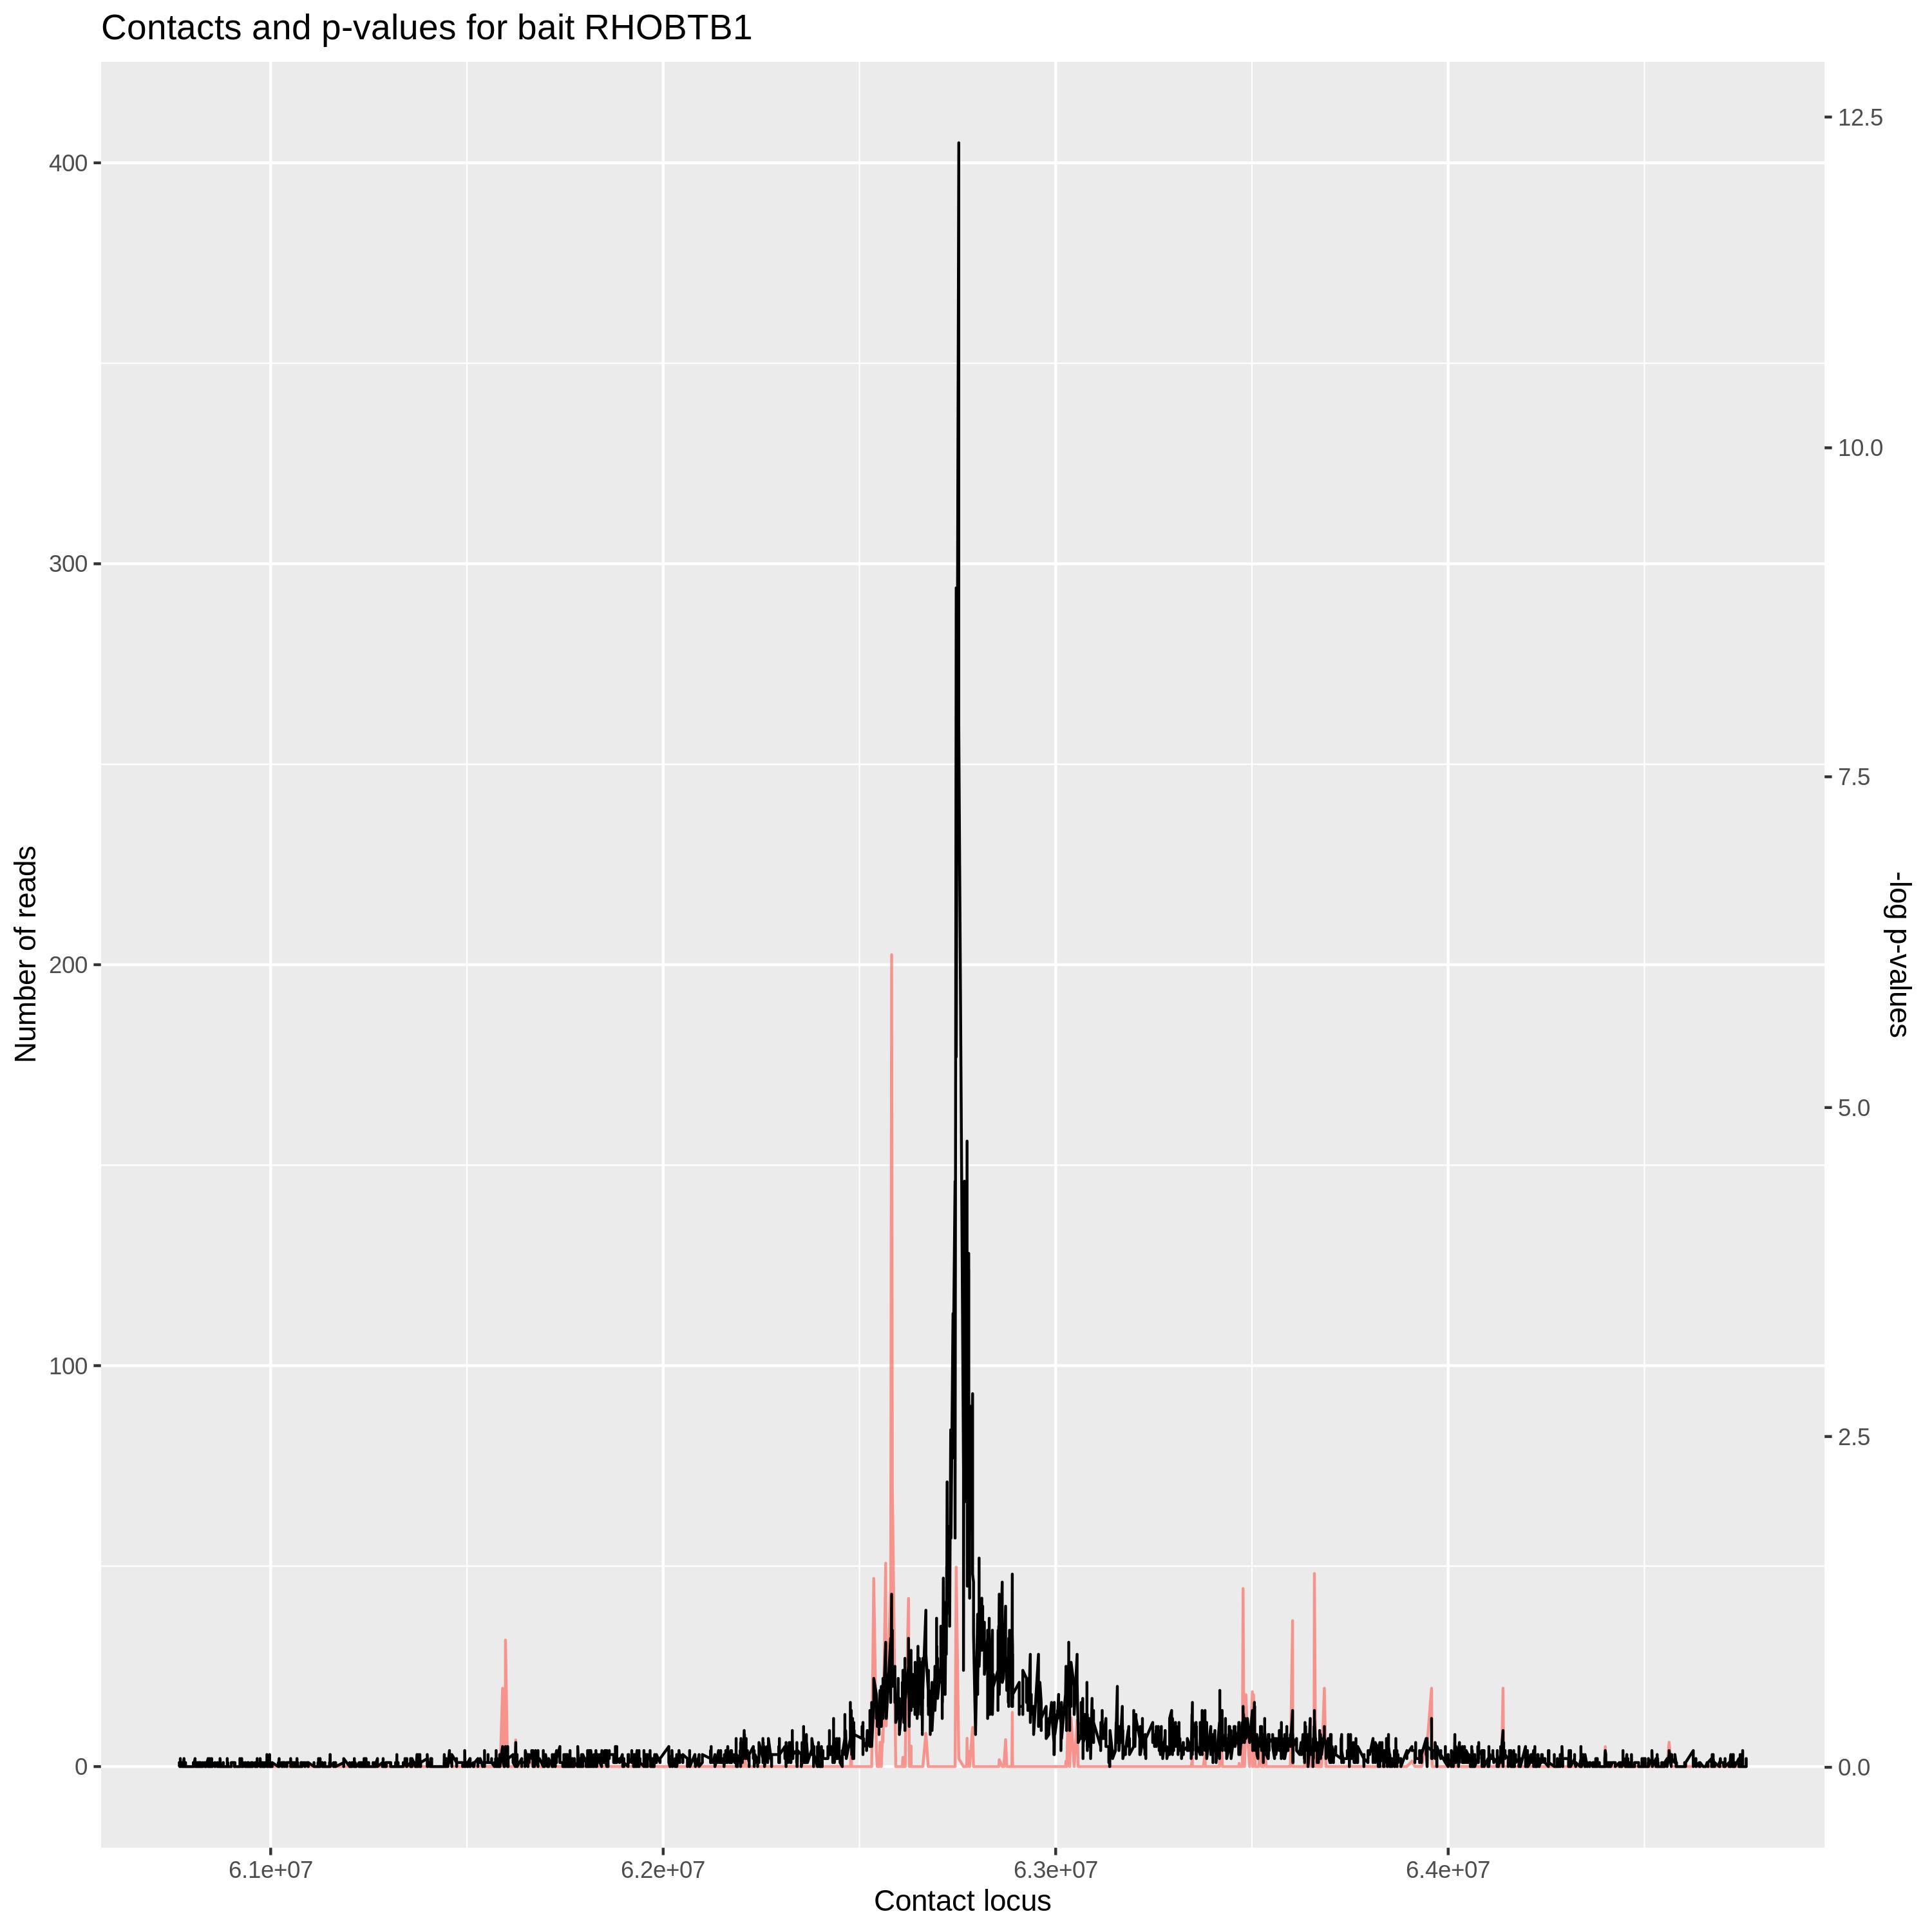 Contacts and p-values for bait RHOBTB1
Number of reads
400
300
200
100
0
12.5
10.0
7.5
5.0
2.5
0.0
-log p-values
6.1e+07
6.2e+07
6.3e+07
6.4e+07
Contact locus